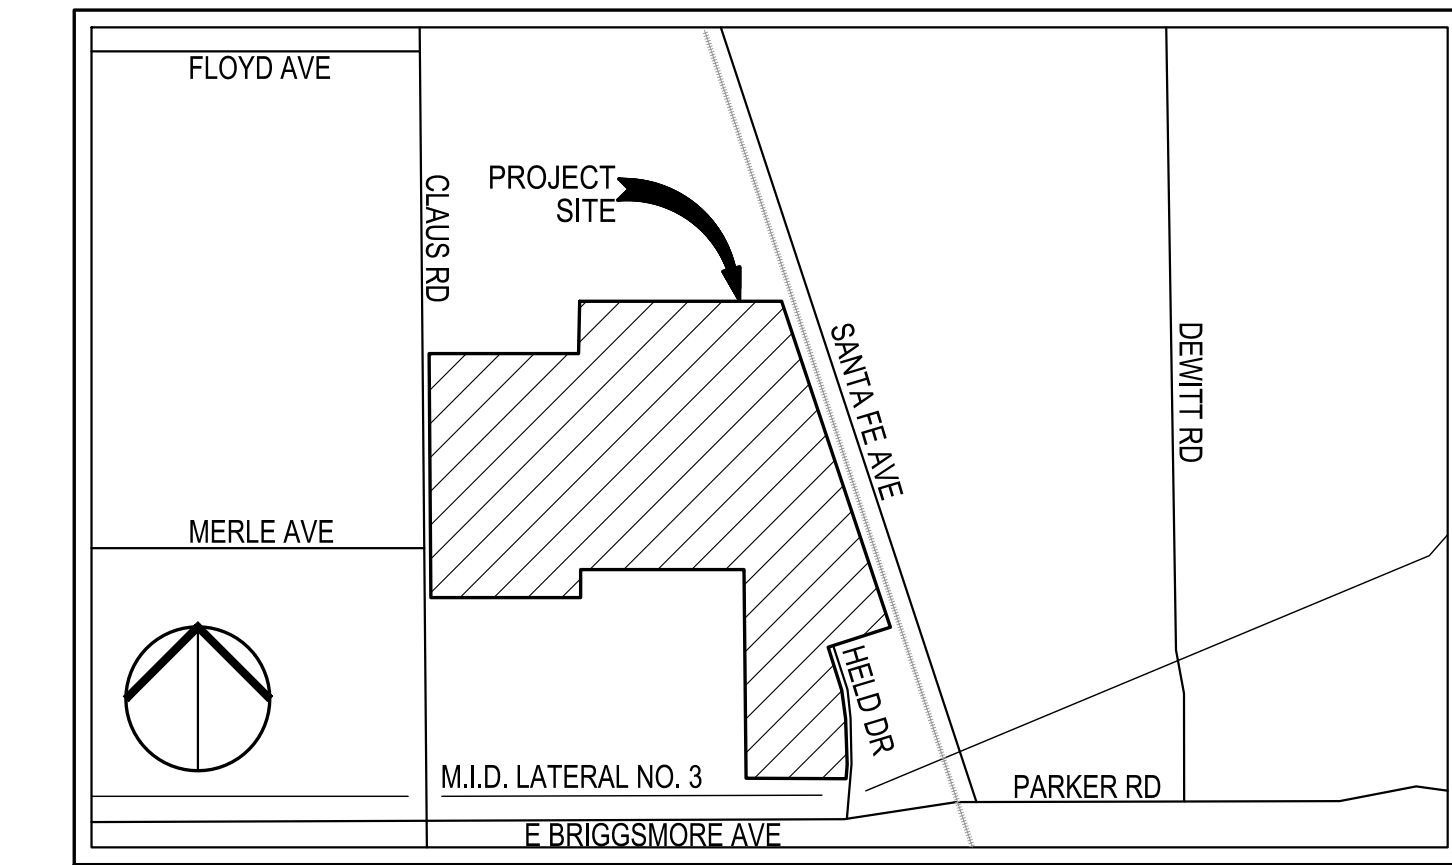 FLOYD AVE
PROJECT
SITE
CLAUS RD
SANTA FE AVE
DEWITT RD
MERLE AVE
HELD DR
M.I.D. LATERAL NO. 3
PARKER RD
E BRIGGSMORE AVE